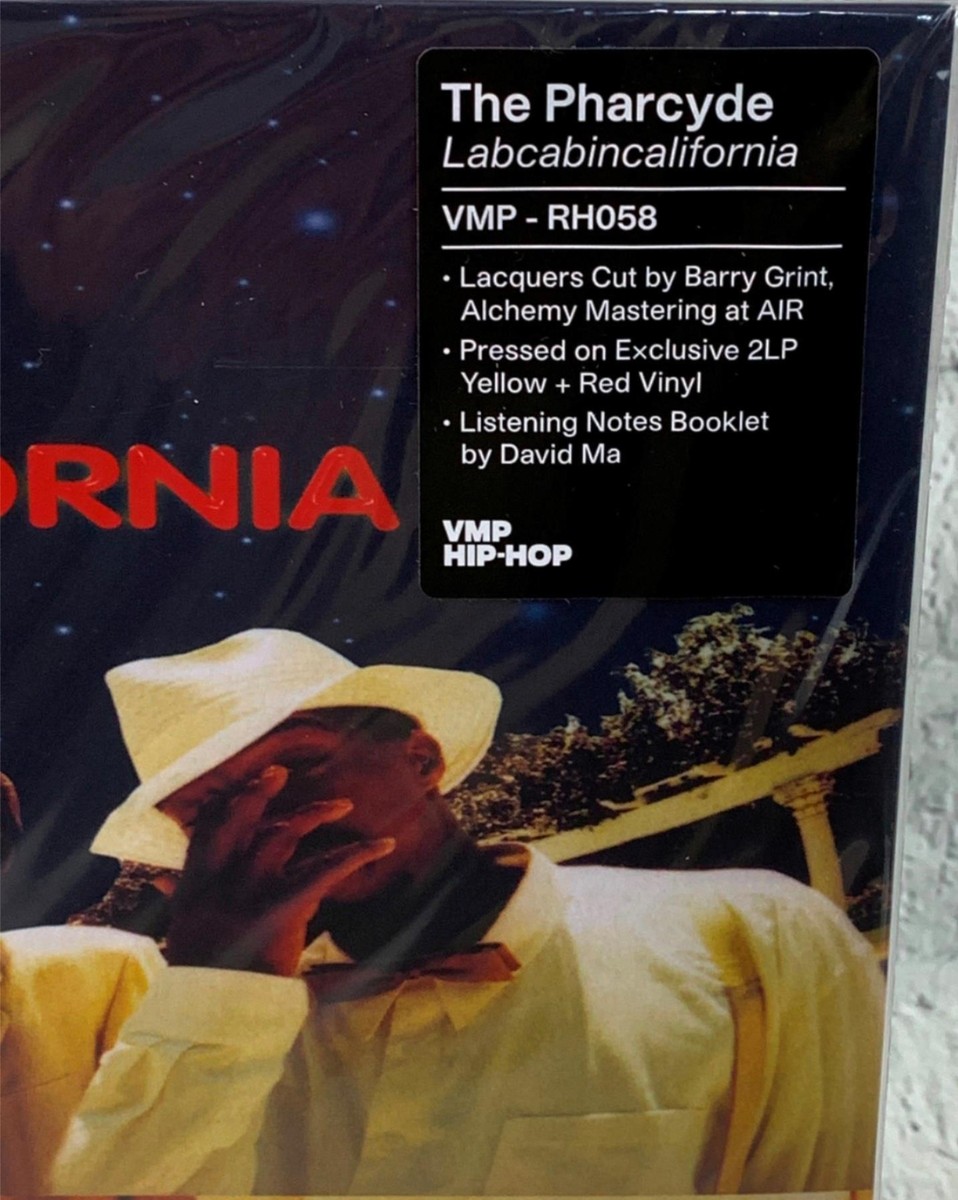 The Pharcyde
Labcabincalifornia
VMP - RH058
• Lacquers Cut by Barry Grint,
Alchemy Mastering at AIR
• Pressed on Exclusive 2LP
Yellow + Red Vinyl
• Listening Notes Booklet
by David Ma
ORNIA
VMP
HIP-HOP